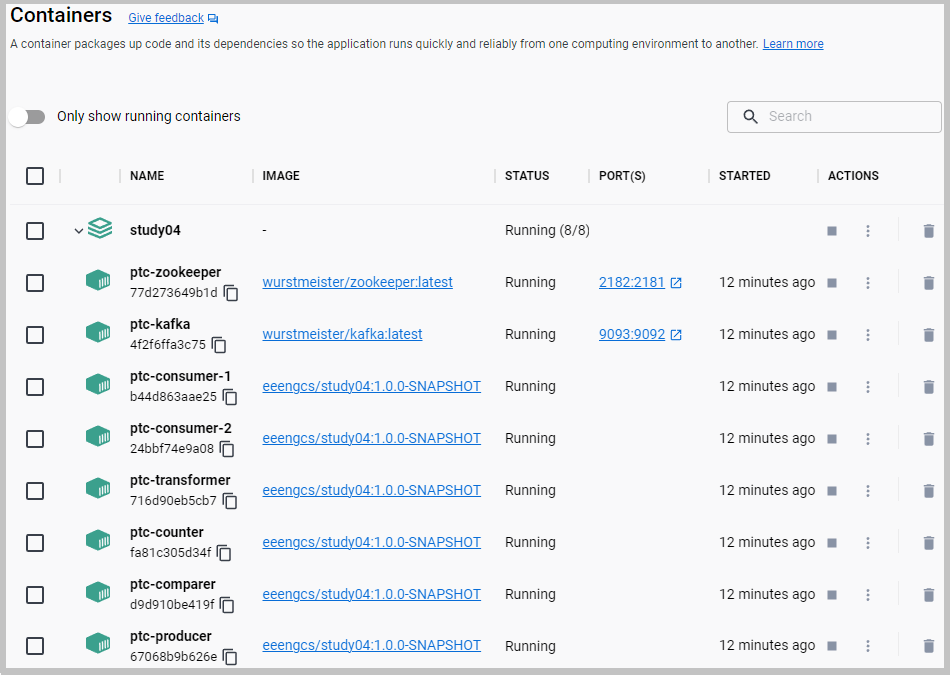 Containers Give feedback
A container packages up code and its dependencies so the application runs quickly and reliably from one computing environment to another. Learn more
Only show running containers Search
NAME IMAGE STATUS PORT(S) STARTED ACTIONS
study04 - Running (8/8)
ptc-zookeeper
77d273649b1d wurstmeister/zookeeper:latest Running 2182:2181 12 minutes ago
ptc-kafka
4f2f6ffa3c75 wurstmeister/kafka:latest Running 9093:9092 12 minutes ago
ptc-consumer-1
b44d863aae25 eeengcs/study04:1.0.0-SNAPSHOT Running 12 minutes ago
ptc-consumer-2
24bbf74e9a08 eeengcs/study04:1.0.0-SNAPSHOT Running 12 minutes ago
ptc-transformer
716d90eb5cb7 eeengcs/study04:1.0.0-SNAPSHOT Running 12 minutes ago
ptc-counter
fa81c305d34f eeengcs/study04:1.0.0-SNAPSHOT Running 12 minutes ago
ptc-comparer
d9d910be419f eeengcs/study04:1.0.0-SNAPSHOT Running 12 minutes ago
ptc-producer
67068b9b626e eeengcs/study04:1.0.0-SNAPSHOT Running 12 minutes ago